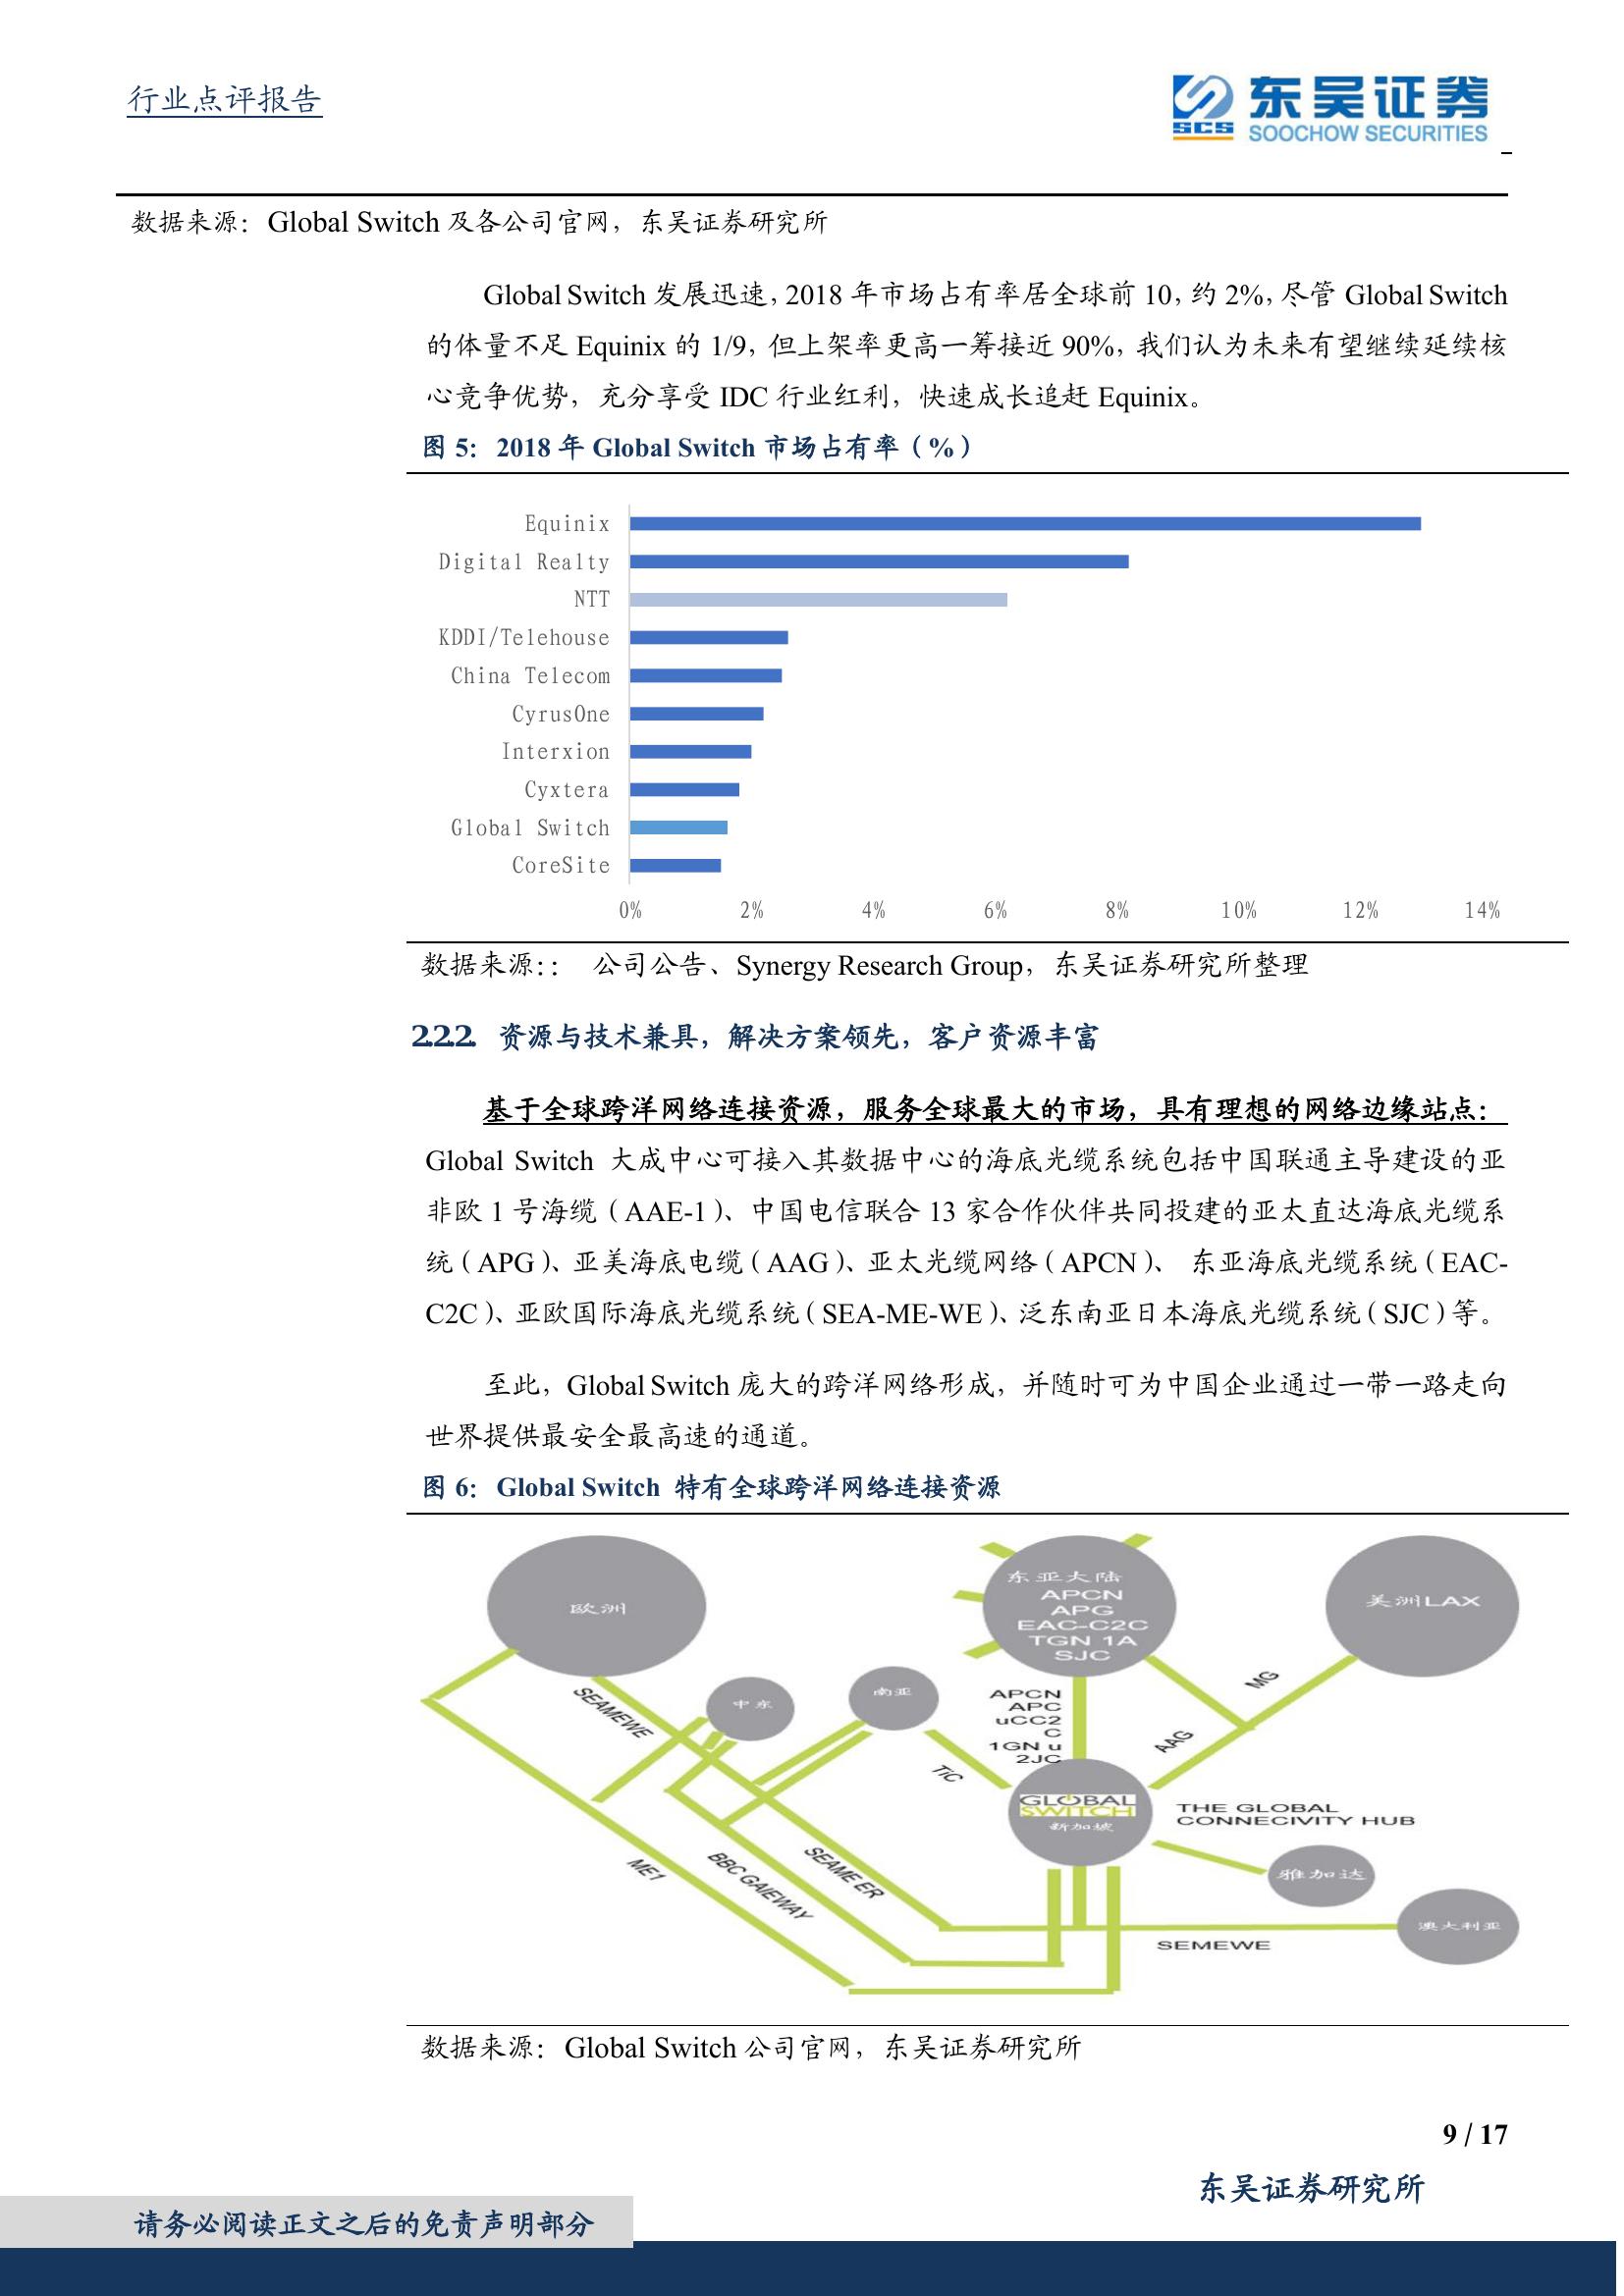 行业点评报告
SCS 东吴证券
SOOCHOW SECURITIES
数据来源：Global Switch 及各公司官网，东吴证券研究所
Global Switch 发展迅速，2018 年市场占有率居全球前 10，约 2%，尽管 Global Switch
的体量不足 Equinix 的 1/9，但上架率更高一筹接近 90%，我们认为未来有望继续延续核
心竞争优势，充分享受 IDC 行业红利，快速成长追赶 Equinix。
图 5：2018 年 Global Switch 市场占有率（%）
Equinix
Digital Realty
NTT
KDDI/Telehouse
China Telecom
CyrusOne
Interxion
Cyxtera
Global Switch
CoreSite
0% 2% 4% 6% 8% 10% 12% 14%
数据来源：： 公司公告、Synergy Research Group，东吴证券研究所整理
2.2.2. 资源与技术兼具，解决方案领先，客户资源丰富
基于全球跨洋网络连接资源，服务全球最大的市场，具有理想的网络边缘站点：
Global Switch 大成中心可接入其数据中心的海底光缆系统包括中国联通主导建设的亚
非欧 1 号海缆（AAE-1）、中国电信联合 13 家合作伙伴共同投建的亚太直达海底光缆系
统（APG）、亚美海底电缆（AAG）、亚太光缆网络（APCN）、 东亚海底光缆系统（EAC-
C2C）、亚欧国际海底光缆系统（SEA-ME-WE）、泛东南亚日本海底光缆系统（SJC）等。
至此，Global Switch 庞大的跨洋网络形成，并随时可为中国企业通过一带一路走向
世界提供最安全最高速的通道。
图 6：Global Switch 特有全球跨洋网络连接资源
欧洲
东亚大陆
APCN
APG
EAC-C2C
TGN 1A
SJC
美洲LAX
中东
南亚
SEAMEWE
APCN
APC
uCC2
C
1GN u
2JC
MG
AAG
TiC
GLOBAL
SWITCH
新加坡
THE GLOBAL
CONNECIVITY HUB
雅加达
澳大利亚
SEMEWE
ME1
BBC GAIEWAY
SEAME ER
数据来源：Global Switch 公司官网，东吴证券研究所
9 / 17
东吴证券研究所
请务必阅读正文之后的免责声明部分